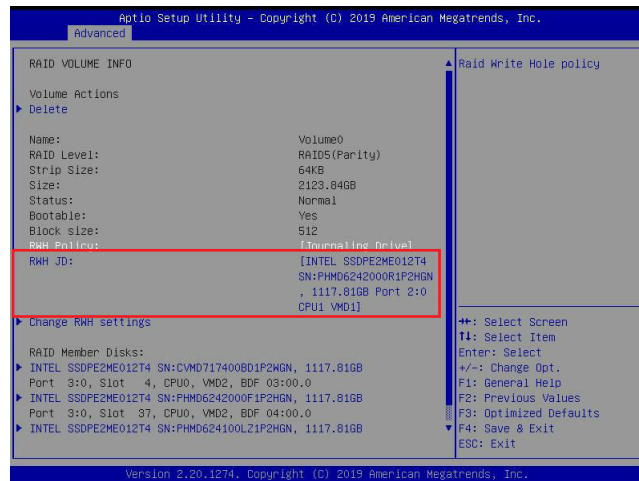 Aptio Setup Utility - Copyright (C) 2019 American Megatrends, Inc.
Advanced
RAID VOLUME INFO
Volume Actions
Delete
Name: Volume0
RAID Level: RAID5(Parity)
Strip Size: 64KB
Size: 2123.84GB
Status: Normal
Bootable: Yes
Block size: 512
RWH Policy: [Journaling Drive]
RWH JD: [INTEL SSDPE2ME012T4
SN:PHMD6242000R1P2HGN
, 1117.81GB Port 2:0
CPU1 VMD1]
Change RWH settings
RAID Member Disks:
INTEL SSDPE2ME012T4 SN:CVMD717400BD1P2WGN, 1117.81GB
Port 3:0, Slot 4, CPU0, VMD2, BDF 03:00.0
INTEL SSDPE2ME012T4 SN:PHMD6242000F1P2HGN, 1117.81GB
Port 3:0, Slot 37, CPU0, VMD2, BDF 04:00.0
INTEL SSDPE2ME012T4 SN:PHMD624100LZ1P2HGN, 1117.81GB
Raid Write Hole policy
→←: Select Screen
↑↓: Select Item
Enter: Select
+/-: Change Opt.
F1: General Help
F2: Previous Values
F3: Optimized Defaults
F4: Save & Exit
ESC: Exit
Version 2.20.1274. Copyright (C) 2019 American Megatrends, Inc.